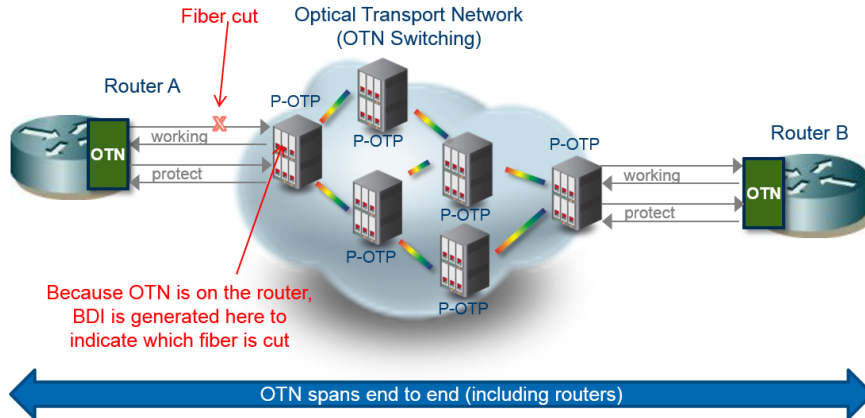 Fiber cut
Optical Transport Network
(OTN Switching)
Router A
P-OTP
P-OTP
X
working
OTN
protect
P-OTP
P-OTP
P-OTP
P-OTP
P-OTP
Router B
working
OTN
protect
Because OTN is on the router,
BDI is generated here to
indicate which fiber is cut
OTN spans end to end (including routers)